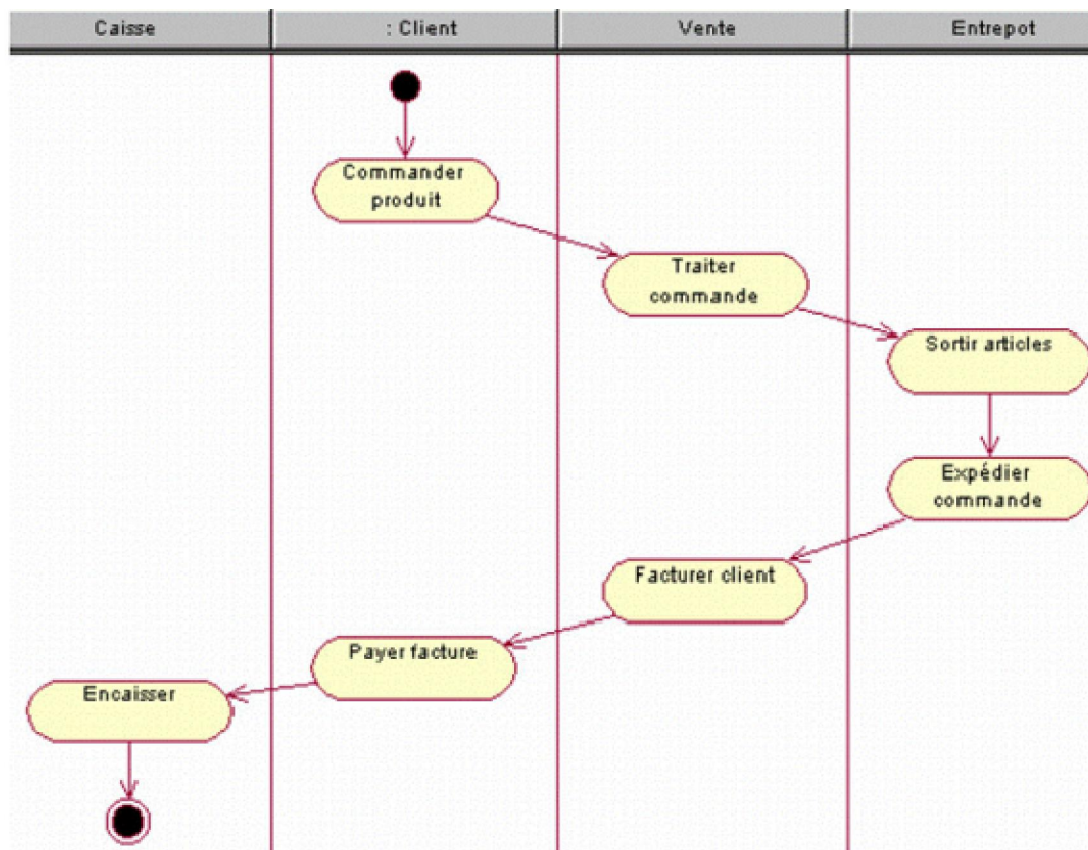 Caisse
: Client
Vente
Entrepot
Commander
produit
Traiter
commande
Sortir articles
Expédier
commande
Facturer client
Payer facture
Encaisser